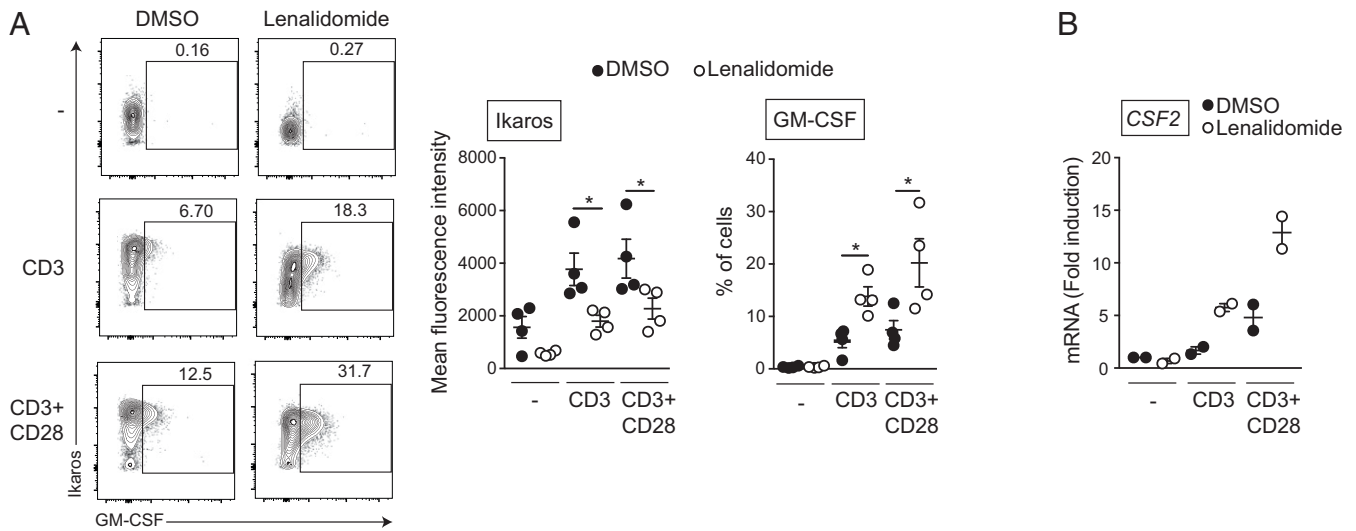 A
DMSO
Lenalidomide
0.16
0.27
-
6.70
18.3
CD3
12.5
31.7
CD3+
CD28
Ikaros
GM-CSF
DMSO
Lenalidomide
Ikaros
Mean fluorescence intensity
8000
6000
4000
2000
0
*
*
-
CD3
CD3+
CD28
GM-CSF
% of cells
40
30
20
10
0
*
*
-
CD3
CD3+
CD28
B
CSF2
DMSO
Lenalidomide
mRNA (Fold induction)
20
15
10
5
0
-
CD3
CD3+
CD28